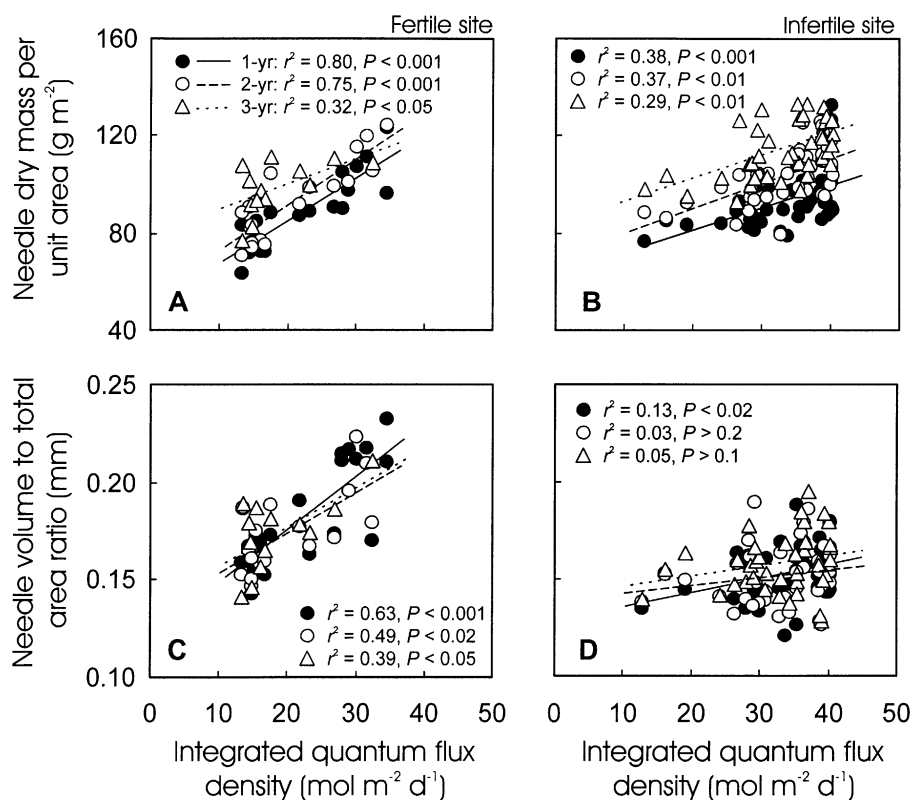 Fertile site
Infertile site
Needle dry mass per
unit area (g m⁻²)
160
120
80
40
1-yr: r² = 0.80, P < 0.001
2-yr: r² = 0.75, P < 0.001
3-yr: r² = 0.32, P < 0.05
A
r² = 0.38, P < 0.001
r² = 0.37, P < 0.01
r² = 0.29, P < 0.01
B
Needle volume to total
area ratio (mm)
0.25
0.20
0.15
0.10
r² = 0.63, P < 0.001
r² = 0.49, P < 0.02
r² = 0.39, P < 0.05
C
r² = 0.13, P < 0.02
r² = 0.03, P > 0.2
r² = 0.05, P > 0.1
D
0 10 20 30 40 50
0 10 20 30 40 50
Integrated quantum flux
density (mol m⁻² d⁻¹)
Integrated quantum flux
density (mol m⁻² d⁻¹)